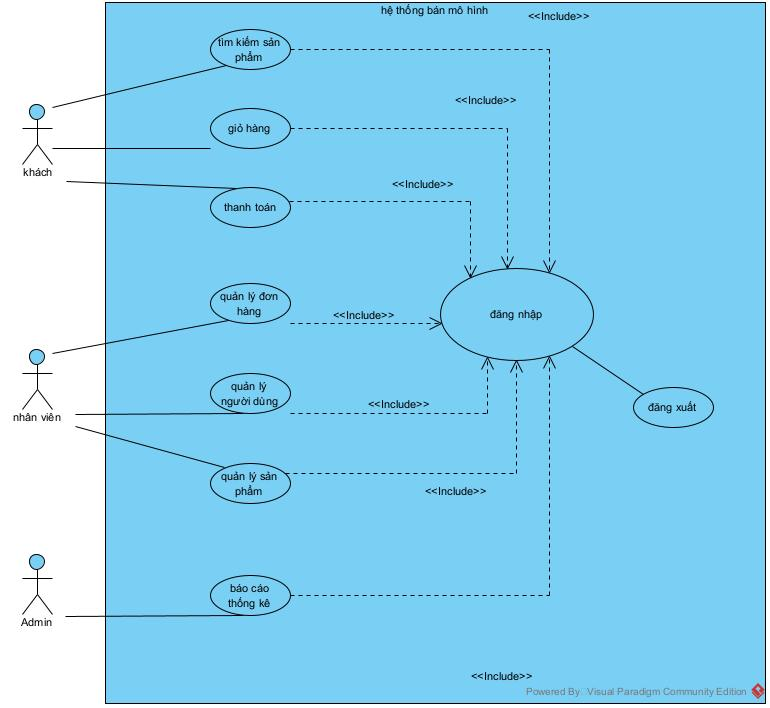 hệ thống bán mô hình
<<Include>>
tìm kiếm sản
phẩm
<<Include>>
giỏ hàng
khách
<<Include>>
thanh toán
quản lý đơn
hàng
<<Include>>
đăng nhập
quản lý
người dùng
<<Include>>
đăng xuất
nhân viên
quản lý sản
phẩm
<<Include>>
báo cáo
thống kê
Admin
<<Include>>
Powered By: Visual Paradigm Community Edition